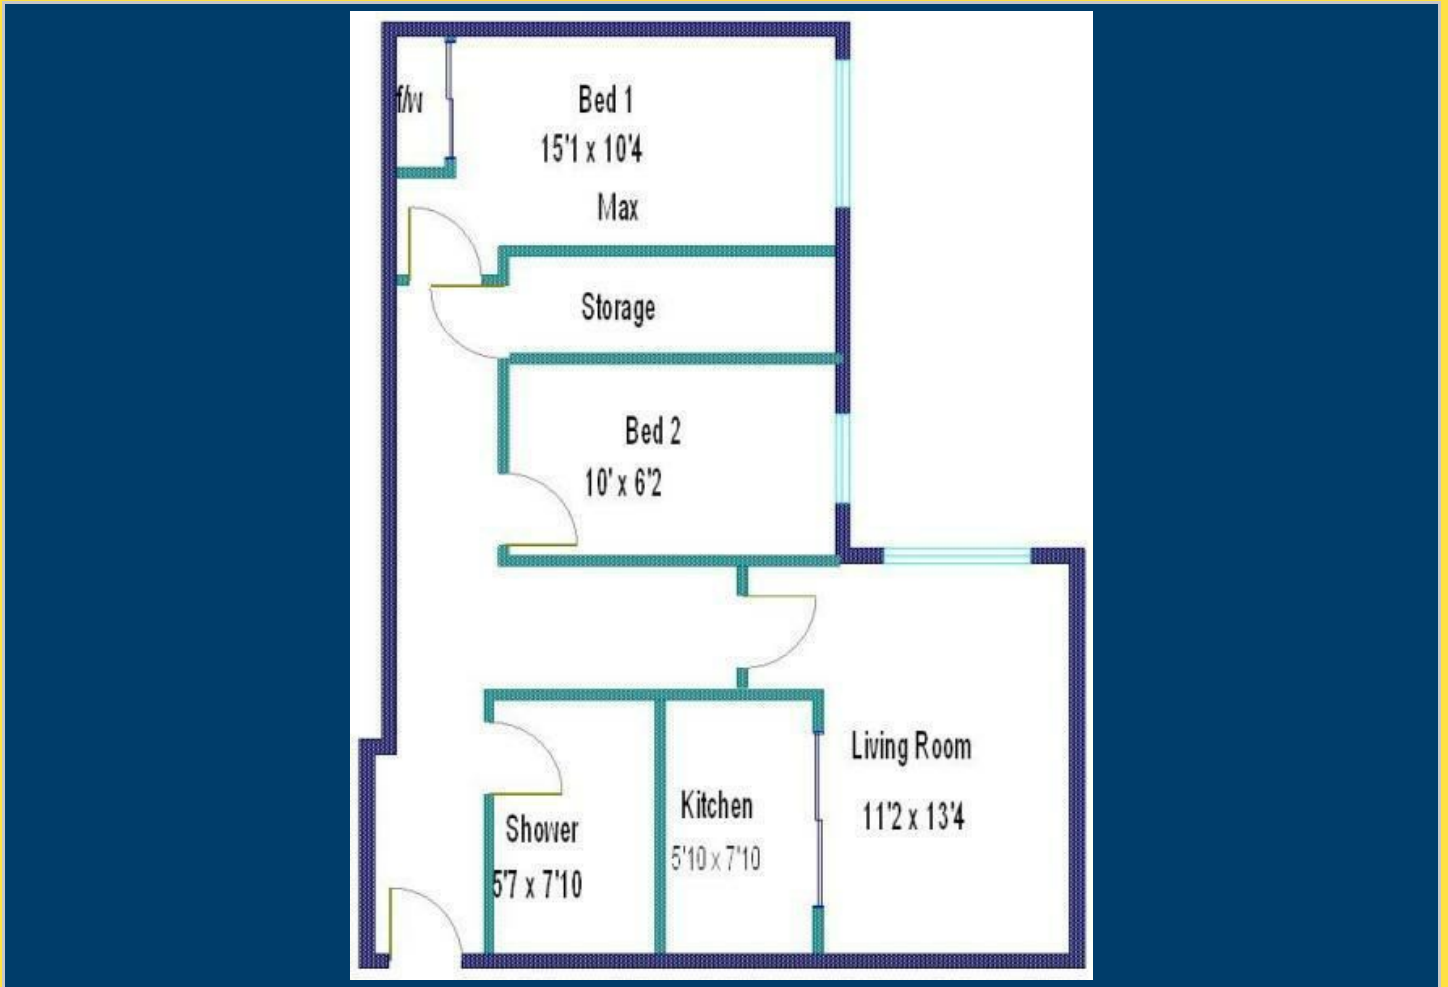 f/w
Bed 1
15'1 x 10'4
Max
Storage
Bed 2
10' x 6'2
Living Room
11'2 x 13'4
Kitchen
5'10 x 7'10
Shower
5'7 x 7'10